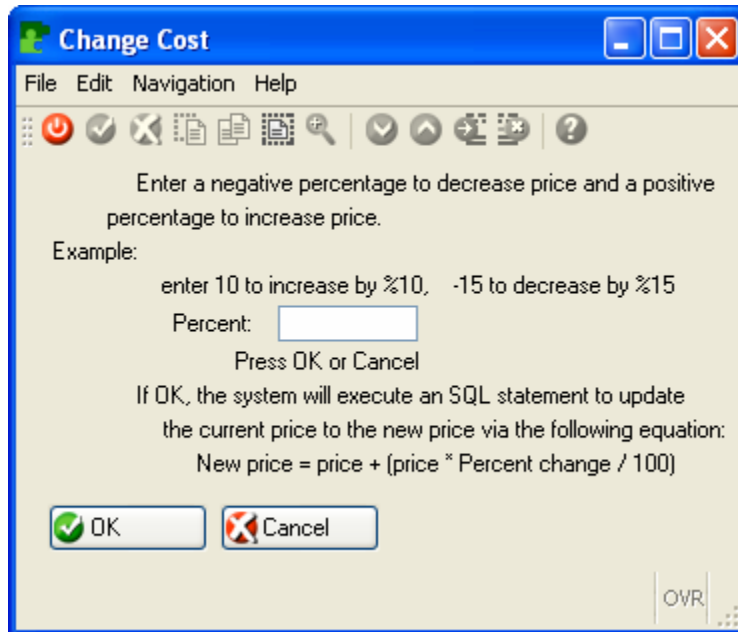 Change Cost
File Edit Navigation Help
Enter a negative percentage to decrease price and a positive
percentage to increase price.
Example:
enter 10 to increase by %10, -15 to decrease by %15
Percent:
Press OK or Cancel
If OK, the system will execute an SQL statement to update
the current price to the new price via the following equation:
New price = price + (price * Percent change / 100)
OK Cancel
OVR